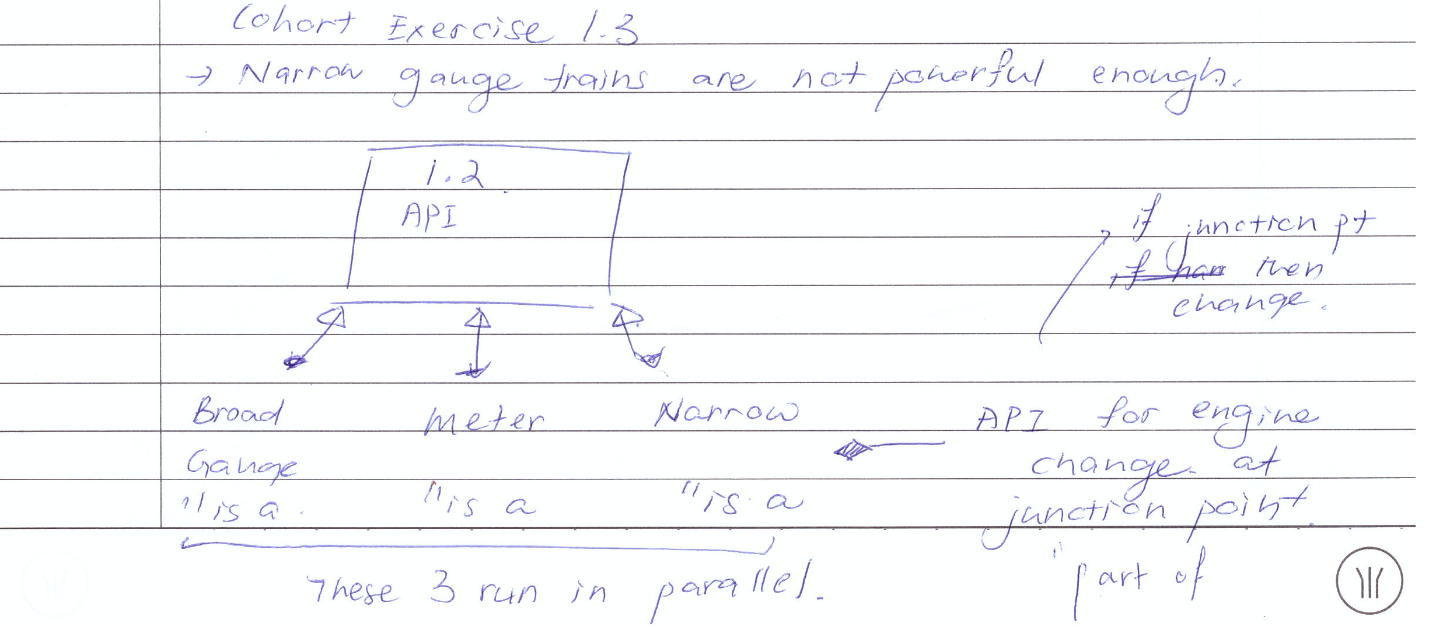 Cohort Exercise 1.3
→ Narrow gauge trains are not powerful enough.
1.2
API
if junction pt
then
change.
Broad Meter Narrow
Gauge
"is a. "is a "is a
API for engine
change. at
junction point.
"part of
These 3 run in parallel.